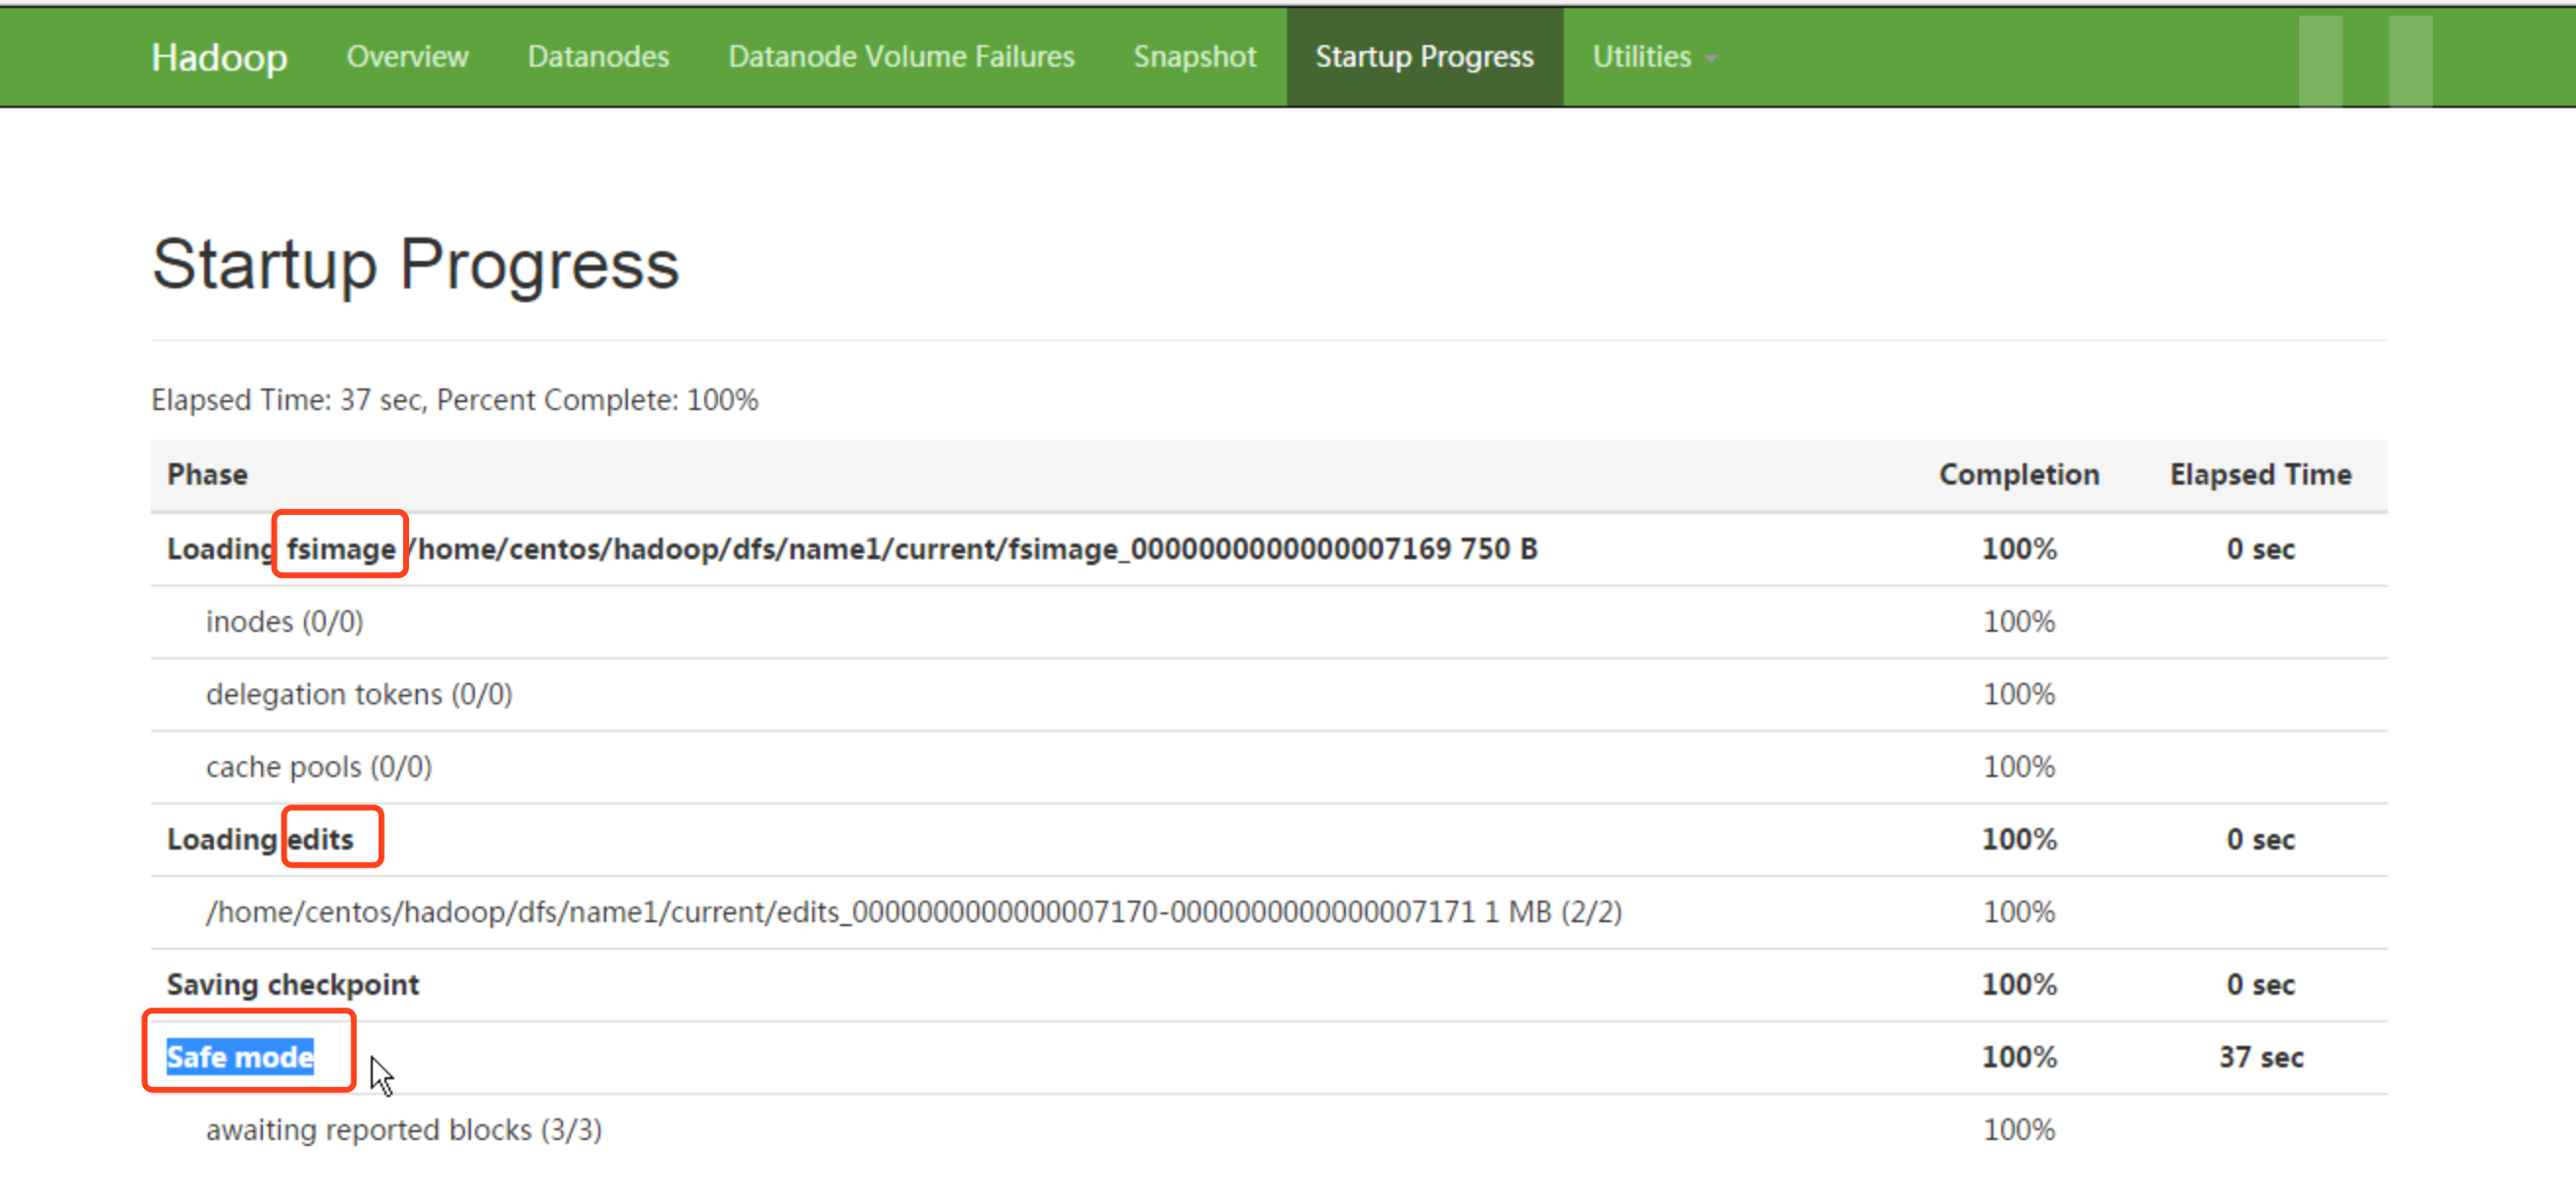 Hadoop Overview Datanodes Datanode Volume Failures Snapshot Startup Progress Utilities
Startup Progress
Elapsed Time: 37 sec, Percent Complete: 100%
Phase Completion Elapsed Time
Loading fsimage /home/centos/hadoop/dfs/name1/current/fsimage_0000000000000007169 750 B 100% 0 sec
inodes (0/0) 100%
delegation tokens (0/0) 100%
cache pools (0/0) 100%
Loading edits 100% 0 sec
/home/centos/hadoop/dfs/name1/current/edits_0000000000000007170-0000000000000007171 1 MB (2/2) 100%
Saving checkpoint 100% 0 sec
Safe mode 100% 37 sec
awaiting reported blocks (3/3) 100%